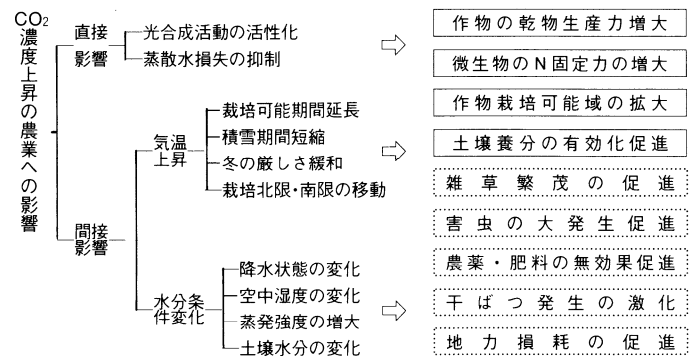 CO₂濃度上昇の農業への影響
直接影響
光合成活動の活性化
蒸散水損失の抑制
間接影響
気温上昇
栽培可能期間延長
積雪期間短縮
冬の厳しさ緩和
栽培北限・南限の移動
水分条件変化
降水状態の変化
空中湿度の変化
蒸発強度の増大
土壌水分の変化
作物の乾物生産力増大
微生物のN固定力の増大
作物栽培可能域の拡大
土壌養分の有効化促進
雑草繁茂の促進
害虫の大発生促進
農薬・肥料の無効果促進
干ばつ発生の激化
地力損耗の促進